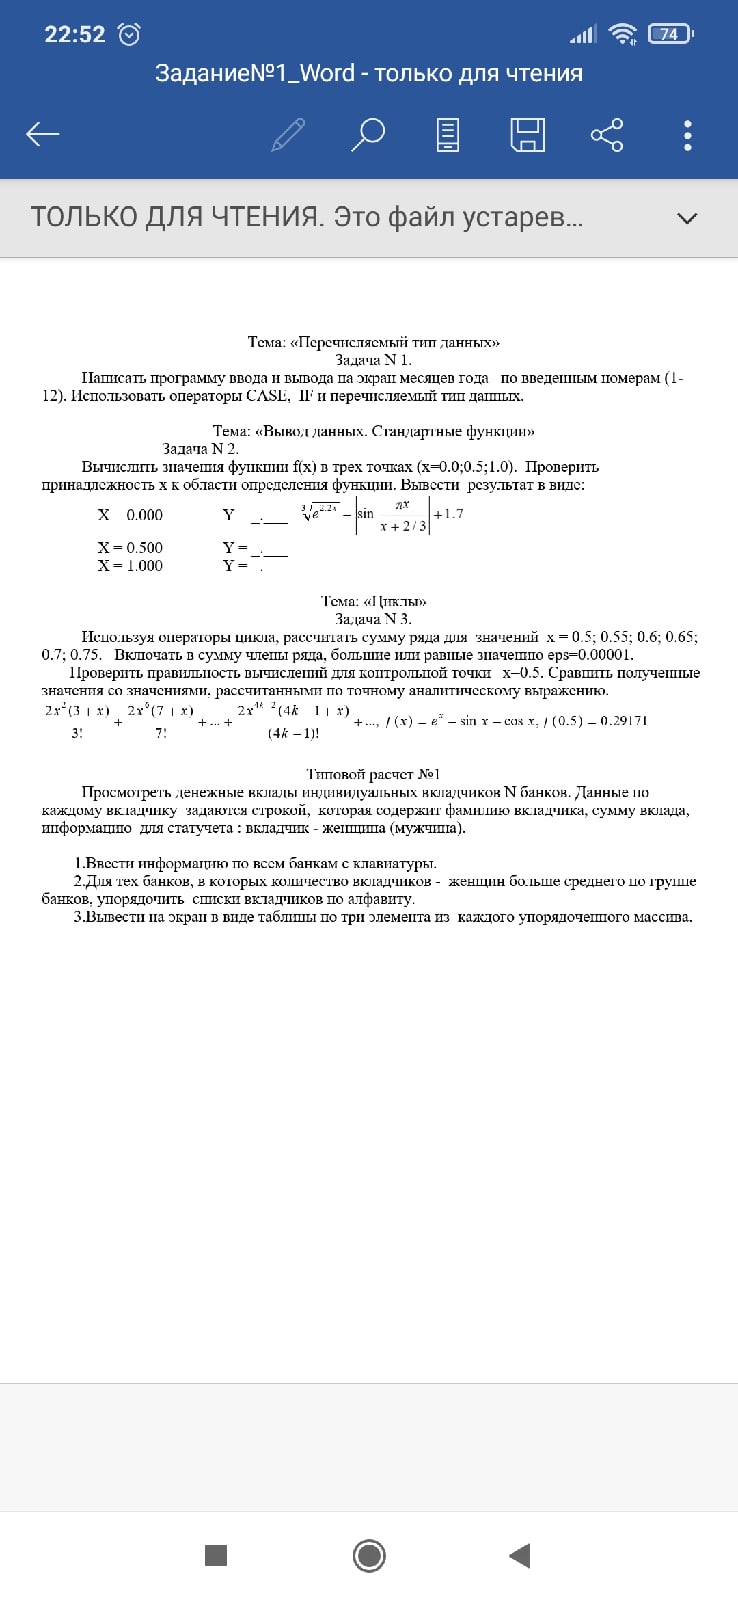 22:52
74
Задание№1_Word - только для чтения
ТОЛЬКО ДЛЯ ЧТЕНИЯ. Это файл устарев...
Тема: «Перечисляемый тип данных»
Задача N 1.
Написать программу ввода и вывода на экран месяцев года по введенным номерам (1-
12). Использовать операторы CASE, IF и перечисляемый тип данных.
Тема: «Вывод данных. Стандартные функции»
Задача N 2.
Вычислить значения функции f(x) в трех точках (x=0.0;0.5;1.0). Проверить
принадлежность x к области определения функции. Вывести результат в виде:
X 0.000 Y _.___ ∛e^2.2x − |sin πx / (x + 2/3)| + 1.7
X = 0.500 Y = _.___
X = 1.000 Y = .
Тема: «Циклы»
Задача N 3.
Используя операторы цикла, рассчитать сумму ряда для значений x = 0.5; 0.55; 0.6; 0.65;
0.7; 0.75. Включать в сумму члены ряда, большие или равные значению eps=0.00001.
Проверить правильность вычислений для контрольной точки x=0.5. Сравнить полученные
значения со значениями, рассчитанными по точному аналитическому выражению.
2x^2(3 + x) / 3! + 2x^6(7 + x) / 7! + ... + 2x^4k−2(4k − 1 + x) / (4k − 1)! + ..., f(x) = e^x − sin x − cos x, f(0.5) = 0.29171
Типовой расчет №1
Просмотреть денежные вклады индивидуальных вкладчиков N банков. Данные по
каждому вкладчику задаются строкой, которая содержит фамилию вкладчика, сумму вклада,
информацию для статучета : вкладчик - женщина (мужчина).
1.Ввести информацию по всем банкам с клавиатуры.
2.Для тех банков, в которых количество вкладчиков - женщин больше среднего по группе
банков, упорядочить списки вкладчиков по алфавиту.
3.Вывести на экран в виде таблицы по три элемента из каждого упорядоченного массива.